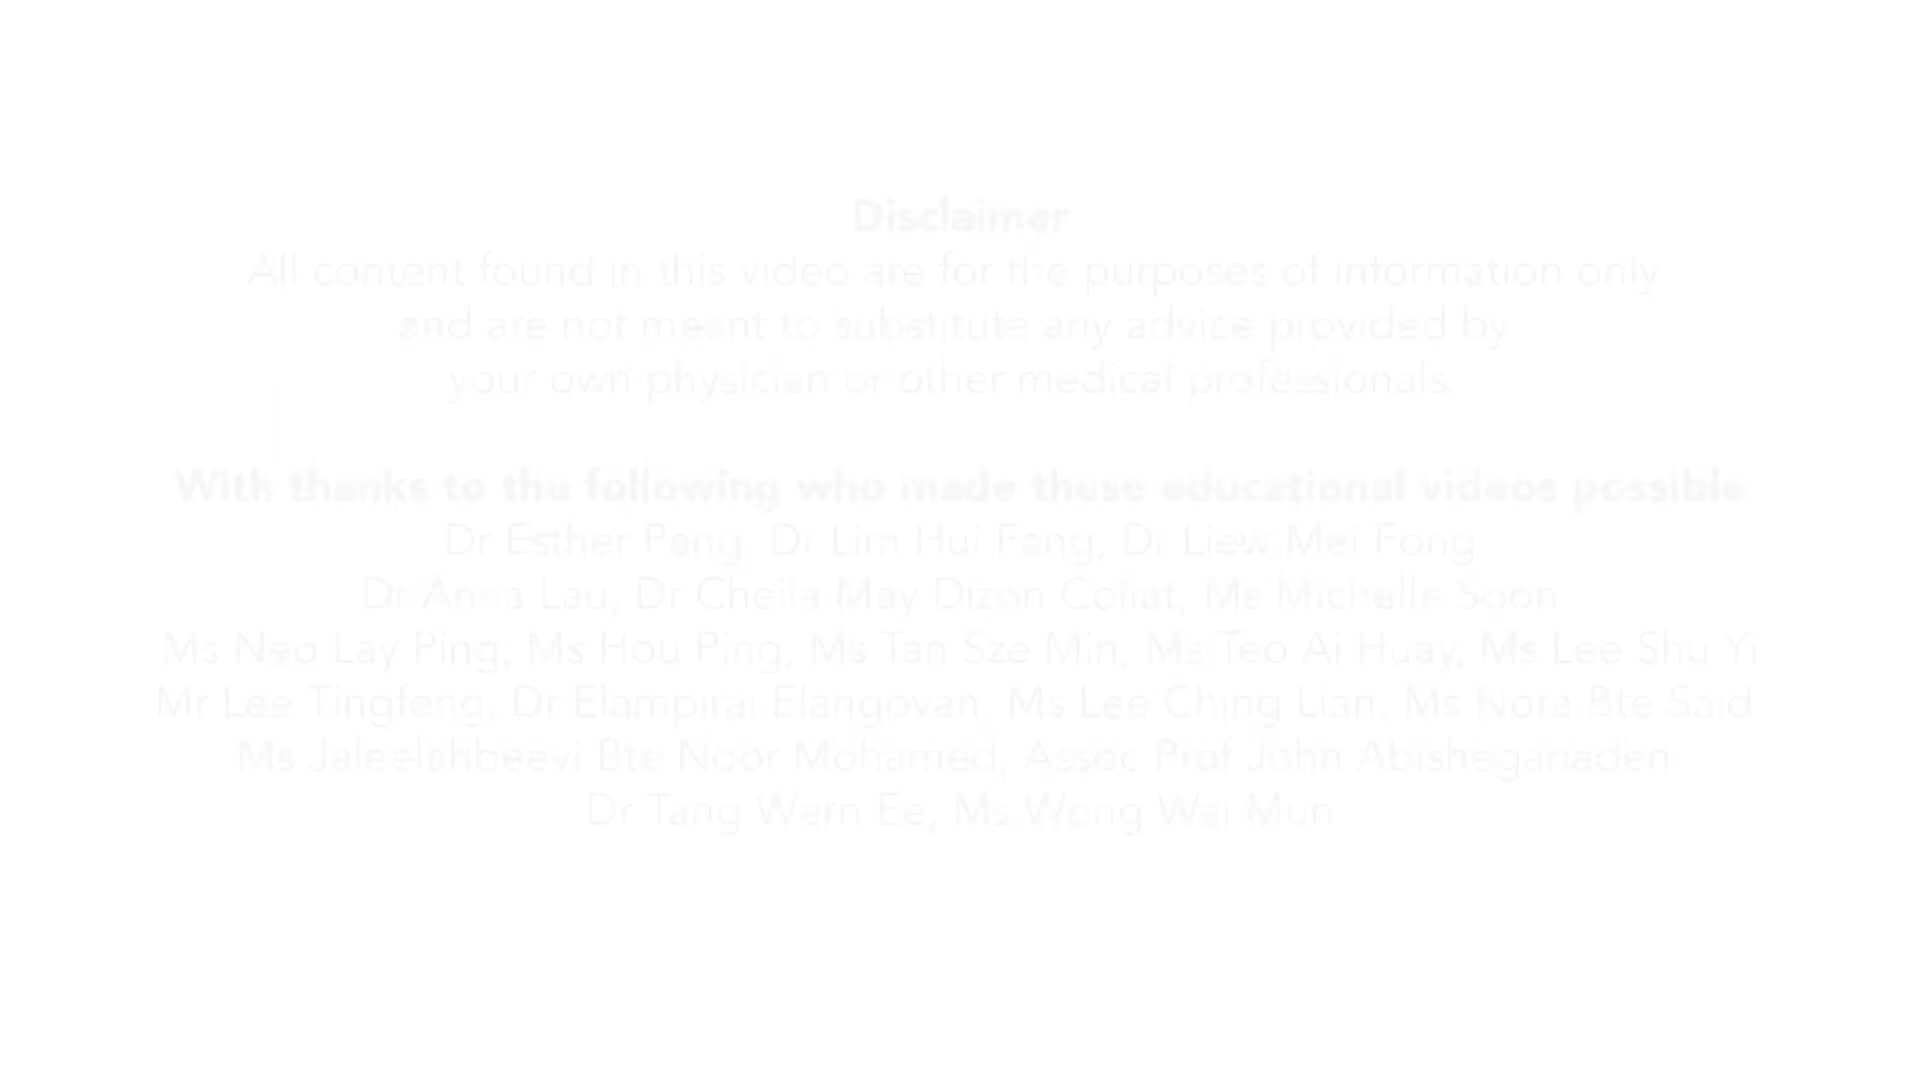 Disclaimer
All content found in this video are for the purposes of information only
and are not meant to substitute any advice provided by
your own physician or other medical professionals.
With thanks to the following who made these educational videos possible
Dr Esther Pang, Dr Lim Hui Fang, Dr Liew Mei Fong
Dr Anna Lau, Dr Cheila May Dizon Coliat, Ms Michelle Soon
Ms Neo Lay Ping, Ms Hou Ping, Ms Tan Sze Min, Ms Teo Ai Huay, Ms Lee Shu Yi
Mr Lee Tingfeng, Dr Elampirai Elangovan, Ms Lee Ching Lian, Ms Nora Bte Said
Ms Jaleelahbeevi Bte Noor Mohamed, Assoc Prof John Abisheganaden
Dr Tang Warn Ee, Ms Wong Wai Mun